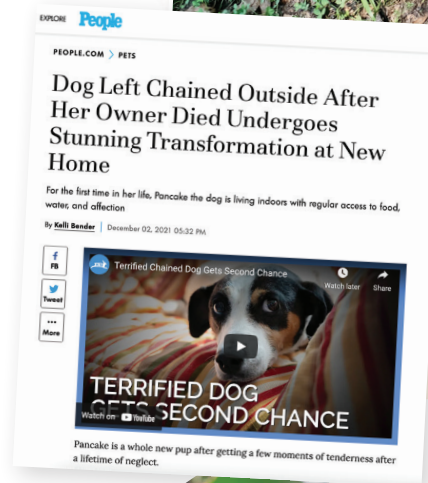 EXPLORE People
PEOPLE.COM > PETS
Dog Left Chained Outside After
Her Owner Died Undergoes
Stunning Transformation at New
Home
For the first time in her life, Pancake the dog is living indoors with regular access to food,
water, and affection
By Kelli Bender | December 02, 2021 05:32 PM
f
FB
Tweet
...
More
Terrified Chained Dog Gets Second Chance
Watch later
Share
TERRIFIED DOG
GETS SECOND CHANCE
Watch on YouTube
Pancake is a whole new pup after getting a few moments of tenderness after
a lifetime of neglect.